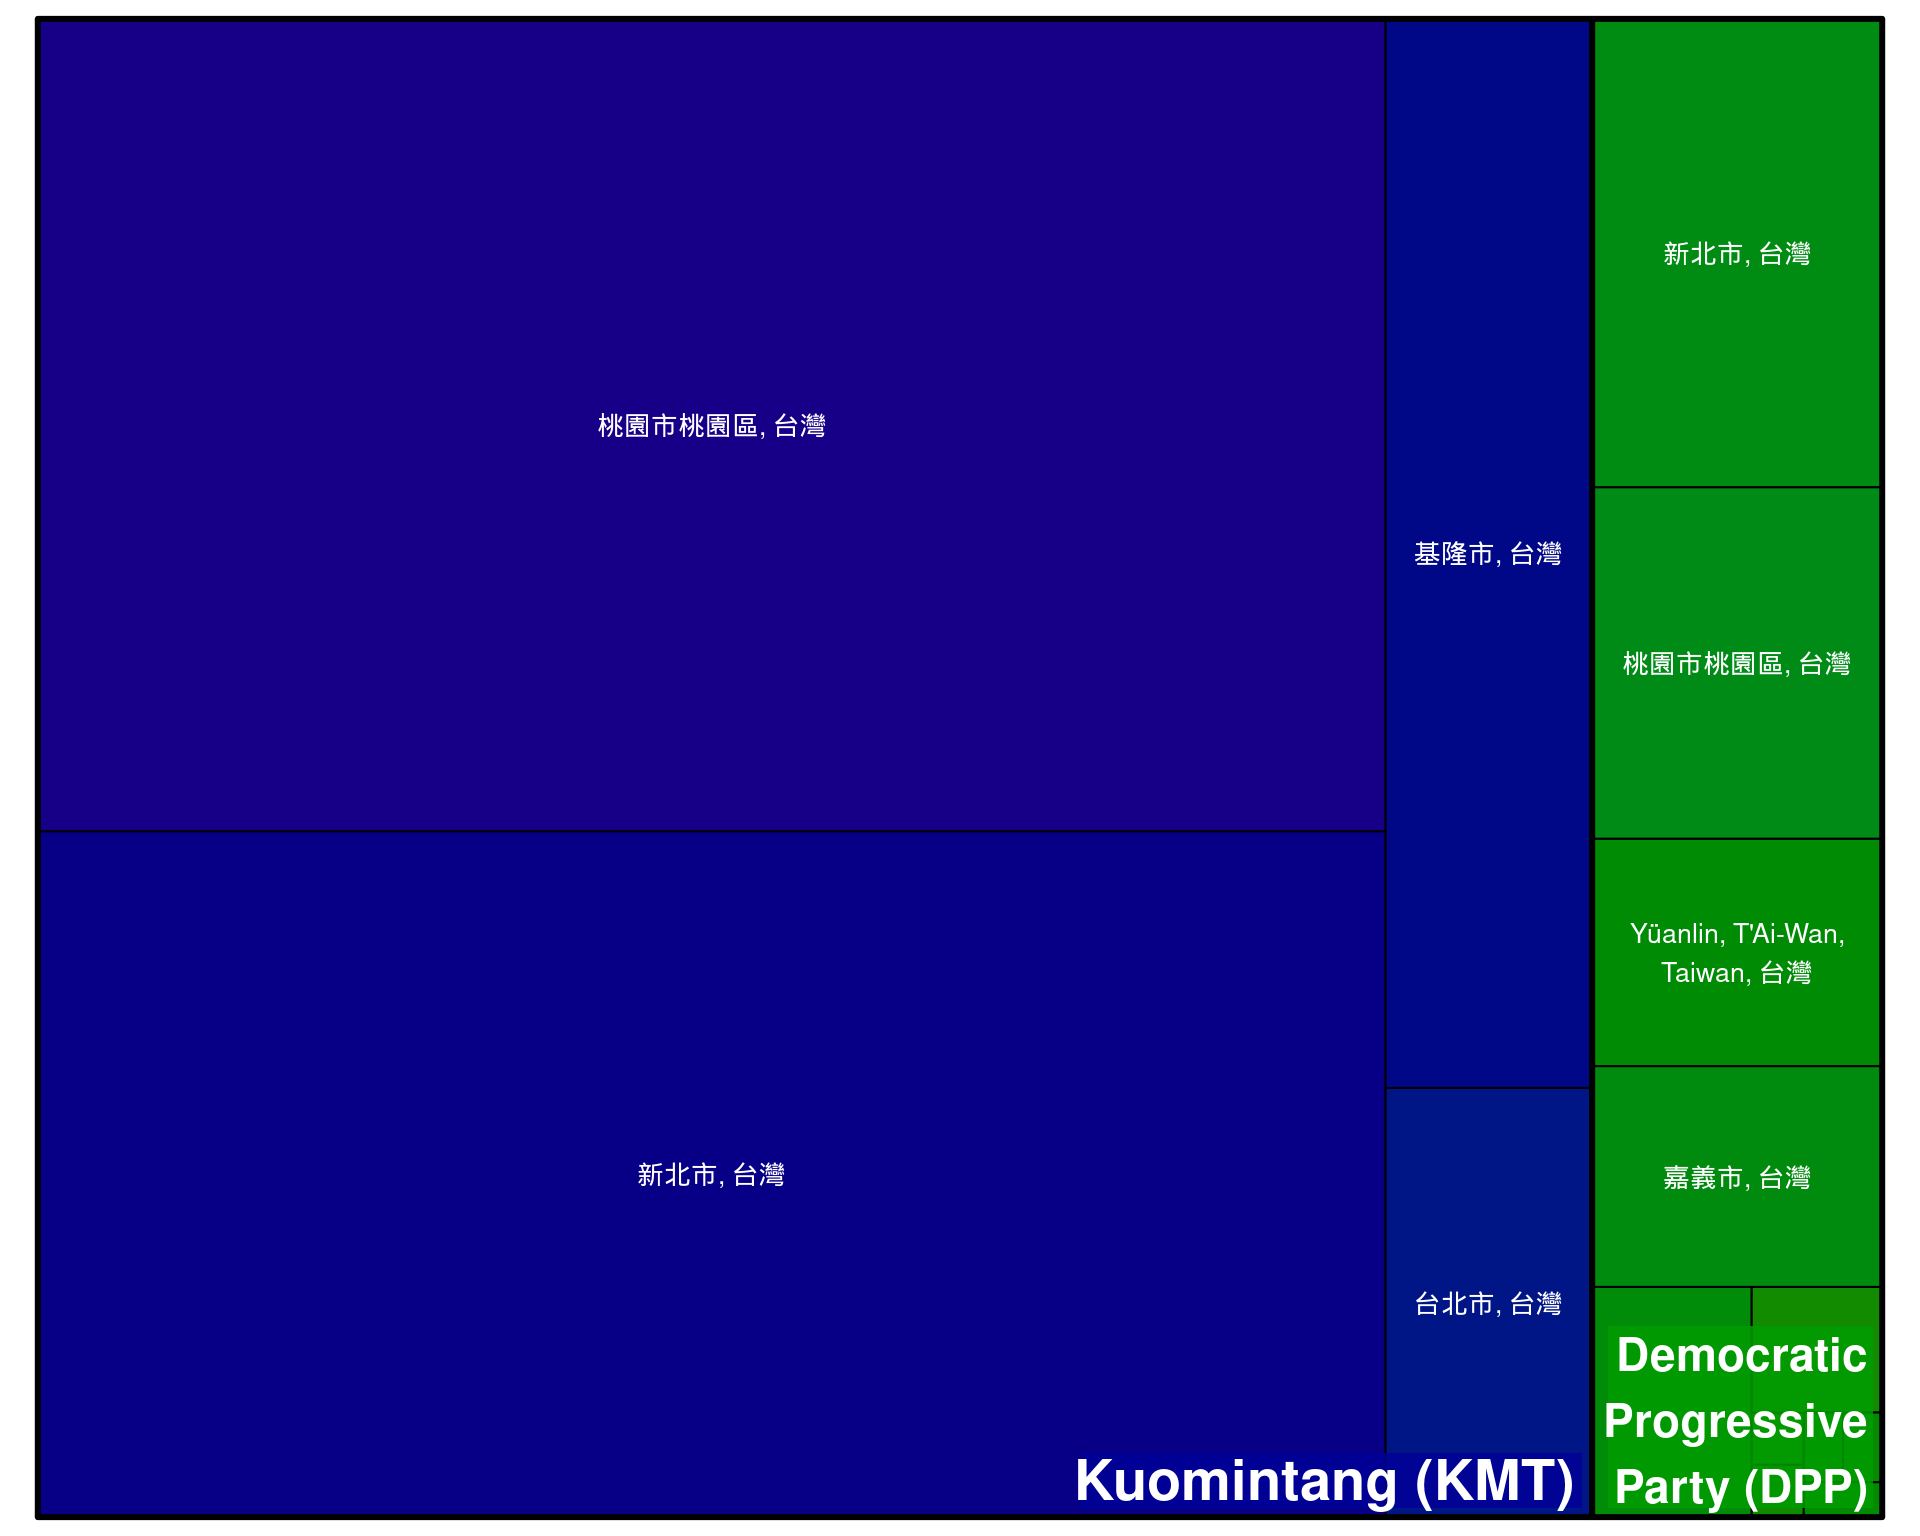 桃園市桃園區, 台灣
新北市, 台灣
基隆市, 台灣
台北市, 台灣
Kuomintang (KMT)
新北市, 台灣
桃園市桃園區, 台灣
Yüanlin, T'Ai-Wan,
Taiwan, 台灣
嘉義市, 台灣
Democratic
Progressive
Party (DPP)